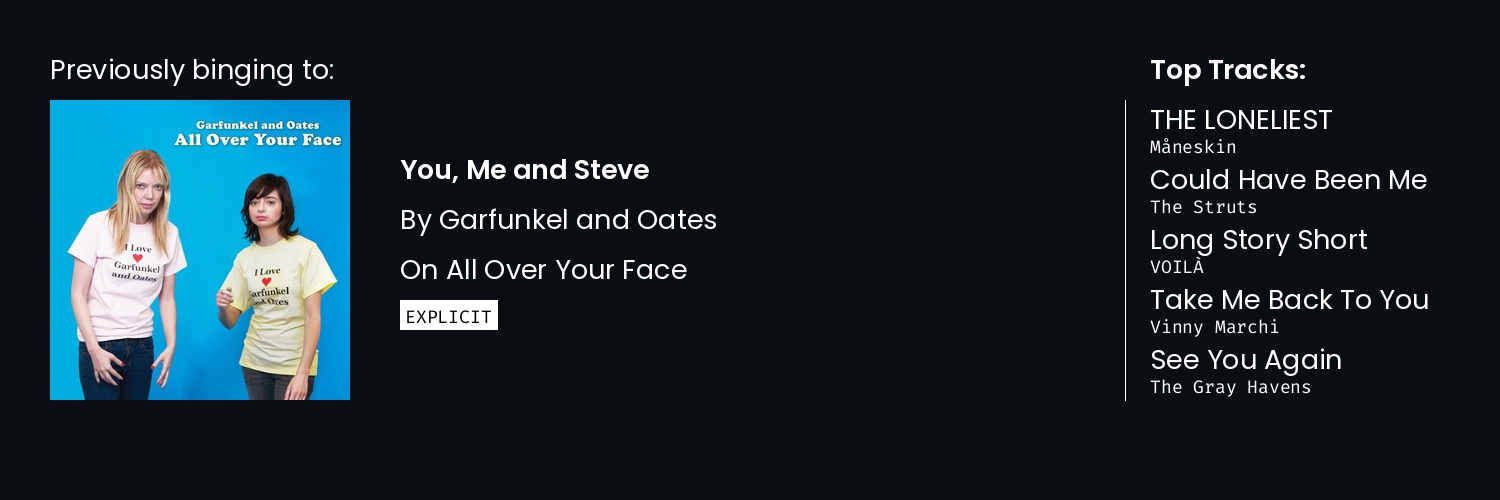 Previously binging to:
Garfunkel and Oates
All Over Your Face
I Love
Garfunkel
and Oates
I Love
Garfunkel
and Oates
You, Me and Steve
By Garfunkel and Oates
On All Over Your Face
EXPLICIT
Top Tracks:
THE LONELIEST
Måneskin
Could Have Been Me
The Struts
Long Story Short
VOILÀ
Take Me Back To You
Vinny Marchi
See You Again
The Gray Havens